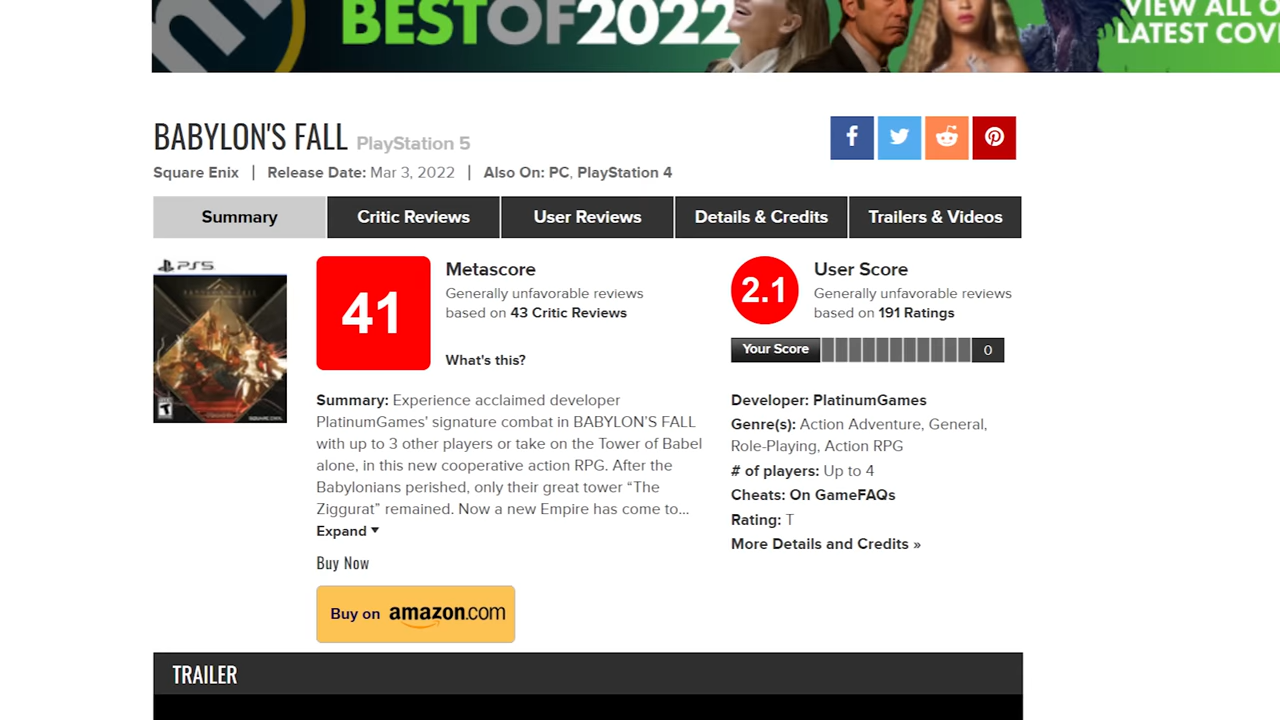 BESTOF2022
VIEW ALL O
LATEST COV
BABYLON'S FALL PlayStation 5
Square Enix | Release Date: Mar 3, 2022 | Also On: PC, PlayStation 4
Summary Critic Reviews User Reviews Details & Credits Trailers & Videos
PS5
41
Metascore
Generally unfavorable reviews
based on 43 Critic Reviews
What's this?
2.1
User Score
Generally unfavorable reviews
based on 191 Ratings
Your Score 0
Summary: Experience acclaimed developer
PlatinumGames' signature combat in BABYLON'S FALL
with up to 3 other players or take on the Tower of Babel
alone, in this new cooperative action RPG. After the
Babylonians perished, only their great tower “The
Ziggurat” remained. Now a new Empire has come to...
Expand
Buy Now
Buy on amazon.com
Developer: PlatinumGames
Genre(s): Action Adventure, General,
Role-Playing, Action RPG
# of players: Up to 4
Cheats: On GameFAQs
Rating: T
More Details and Credits »
TRAILER